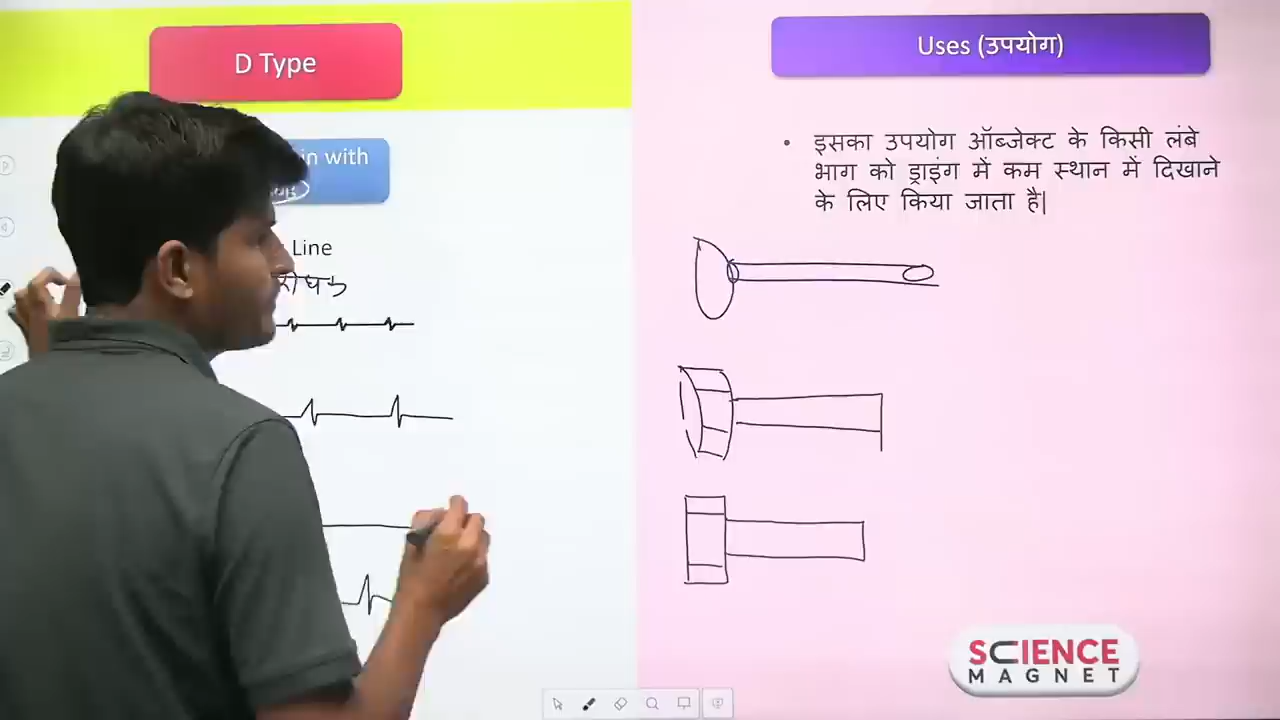 D Type
in with
Line
Uses (उपयोग)
• इसका उपयोग ऑब्जेक्ट के किसी लंबे
भाग को ड्राइंग में कम स्थान में दिखाने
के लिए किया जाता है|
SCIENCE
MAGNET